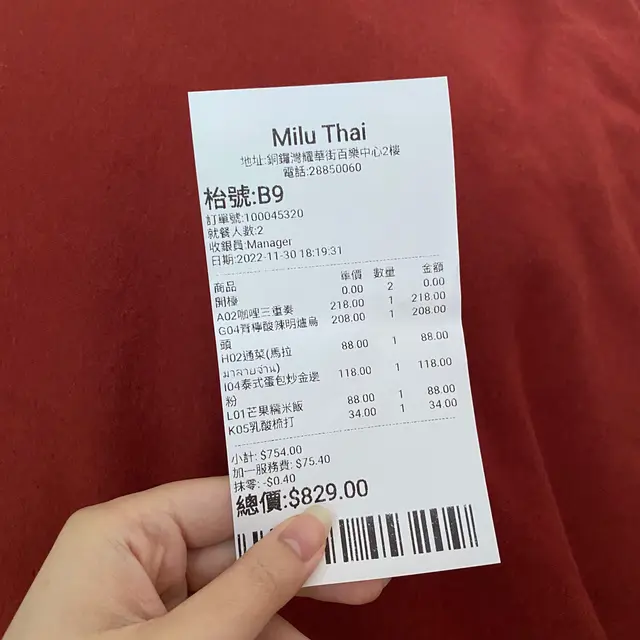 Milu Thai
地址:銅鑼灣耀華街百樂中心2樓
電話:28850060
枱號:B9
訂單號:100045320
就餐人數:2
收銀員:Manager
日期:2022-11-30 18:19:31
商品 單價 數量 金額
開檯 0.00 2 0.00
A02咖哩三重奏 218.00 1 218.00
G04青檸酸辣明爐烏 208.00 1 208.00
頭
H02通菜(馬拉 88.00 1 88.00
มาลายจ่าน)
I04泰式蛋包炒金邊 118.00 1 118.00
粉
L01芒果糯米飯 88.00 1 88.00
K05乳酸梳打 34.00 1 34.00
小計: $754.00
加一服務費: $75.40
抹零: -$0.40
總價:$829.00